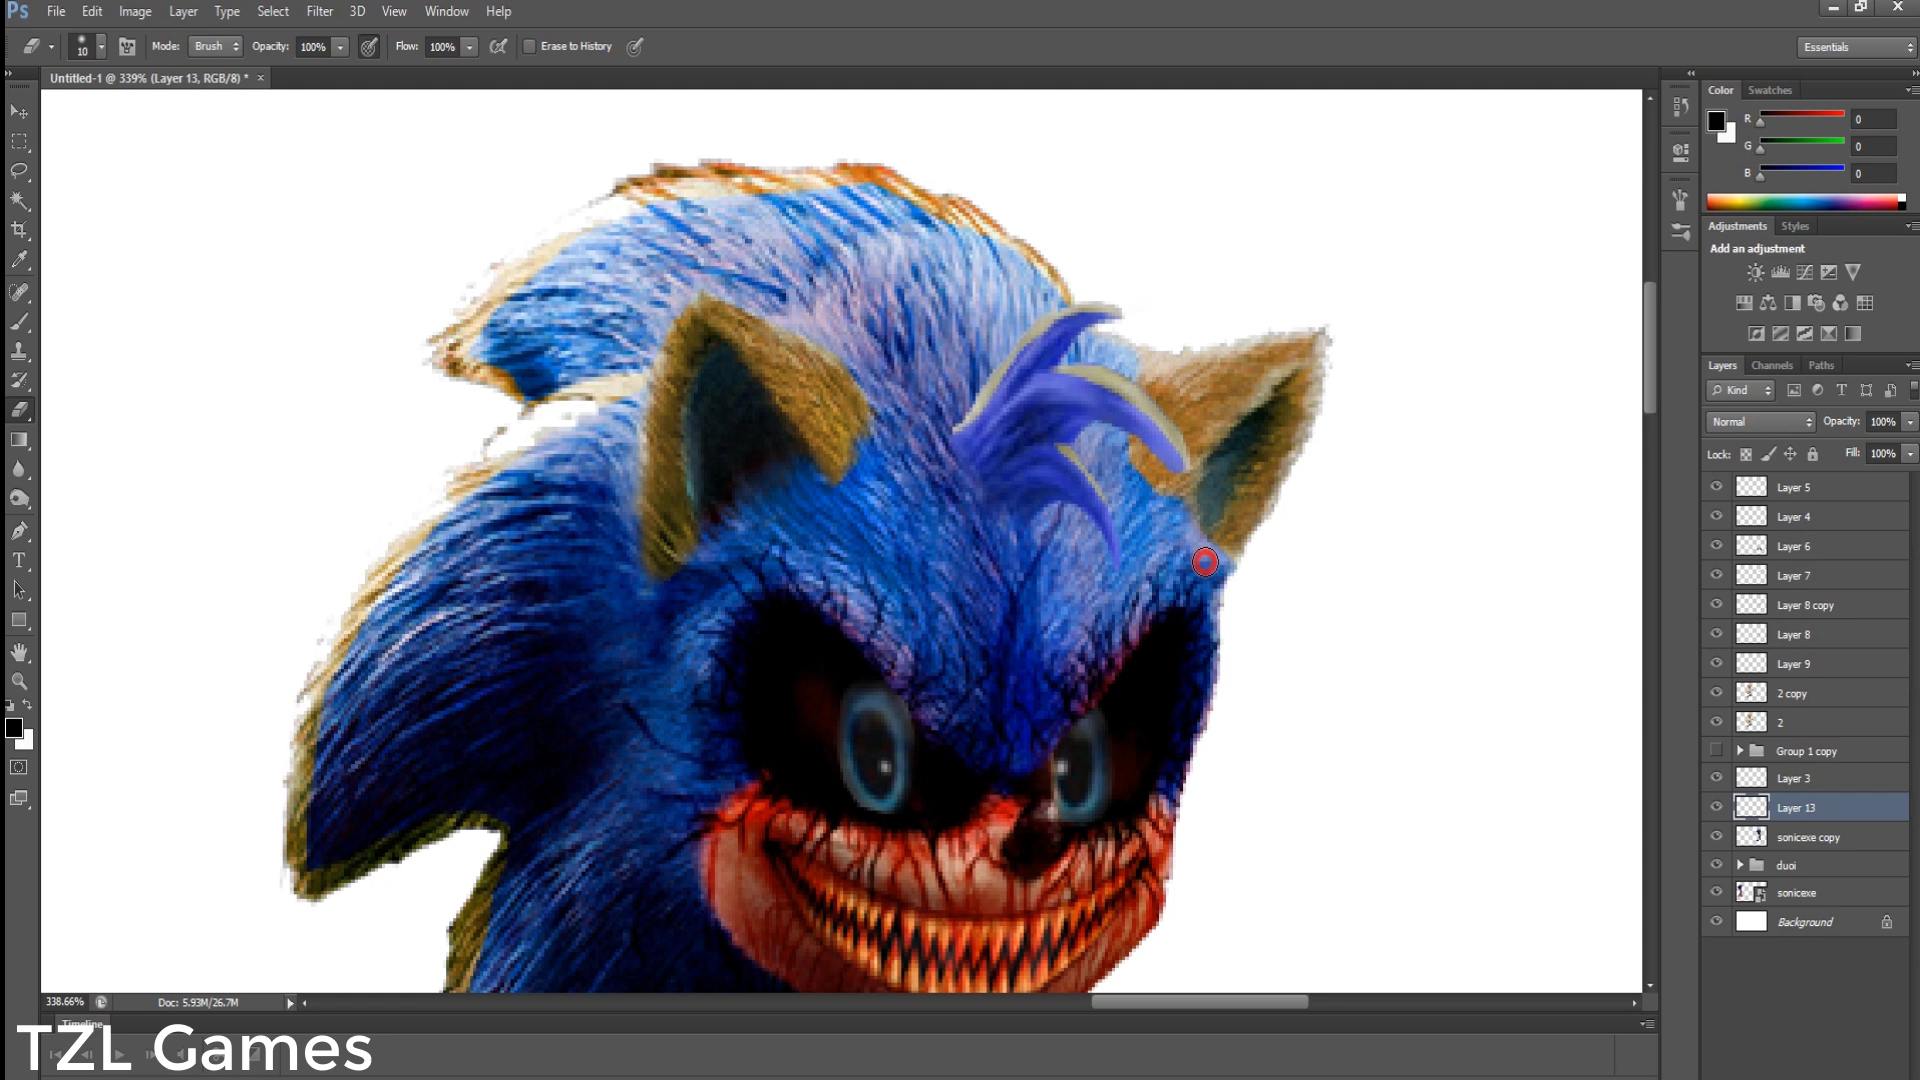 Ps File Edit Image Layer Type Select Filter 3D View Window Help
10 Mode: Brush Opacity: 100% Flow: 100% Erase to History Essentials
Untitled-1 @ 339% (Layer 13, RGB/8) * ×
Color Swatches
R 0
G 0
B 0
Adjustments Styles
Add an adjustment
Layers Channels Paths
Kind T
Normal Opacity: 100%
Lock: Fill: 100%
Layer 5
Layer 4
Layer 6
Layer 7
Layer 8 copy
Layer 8
Layer 9
2 copy
2
Group 1 copy
Layer 3
Layer 13
sonicexe copy
duoi
sonicexe
Background
338.66% Doc: 5.93M/26.7M
Timeline
TZL Games